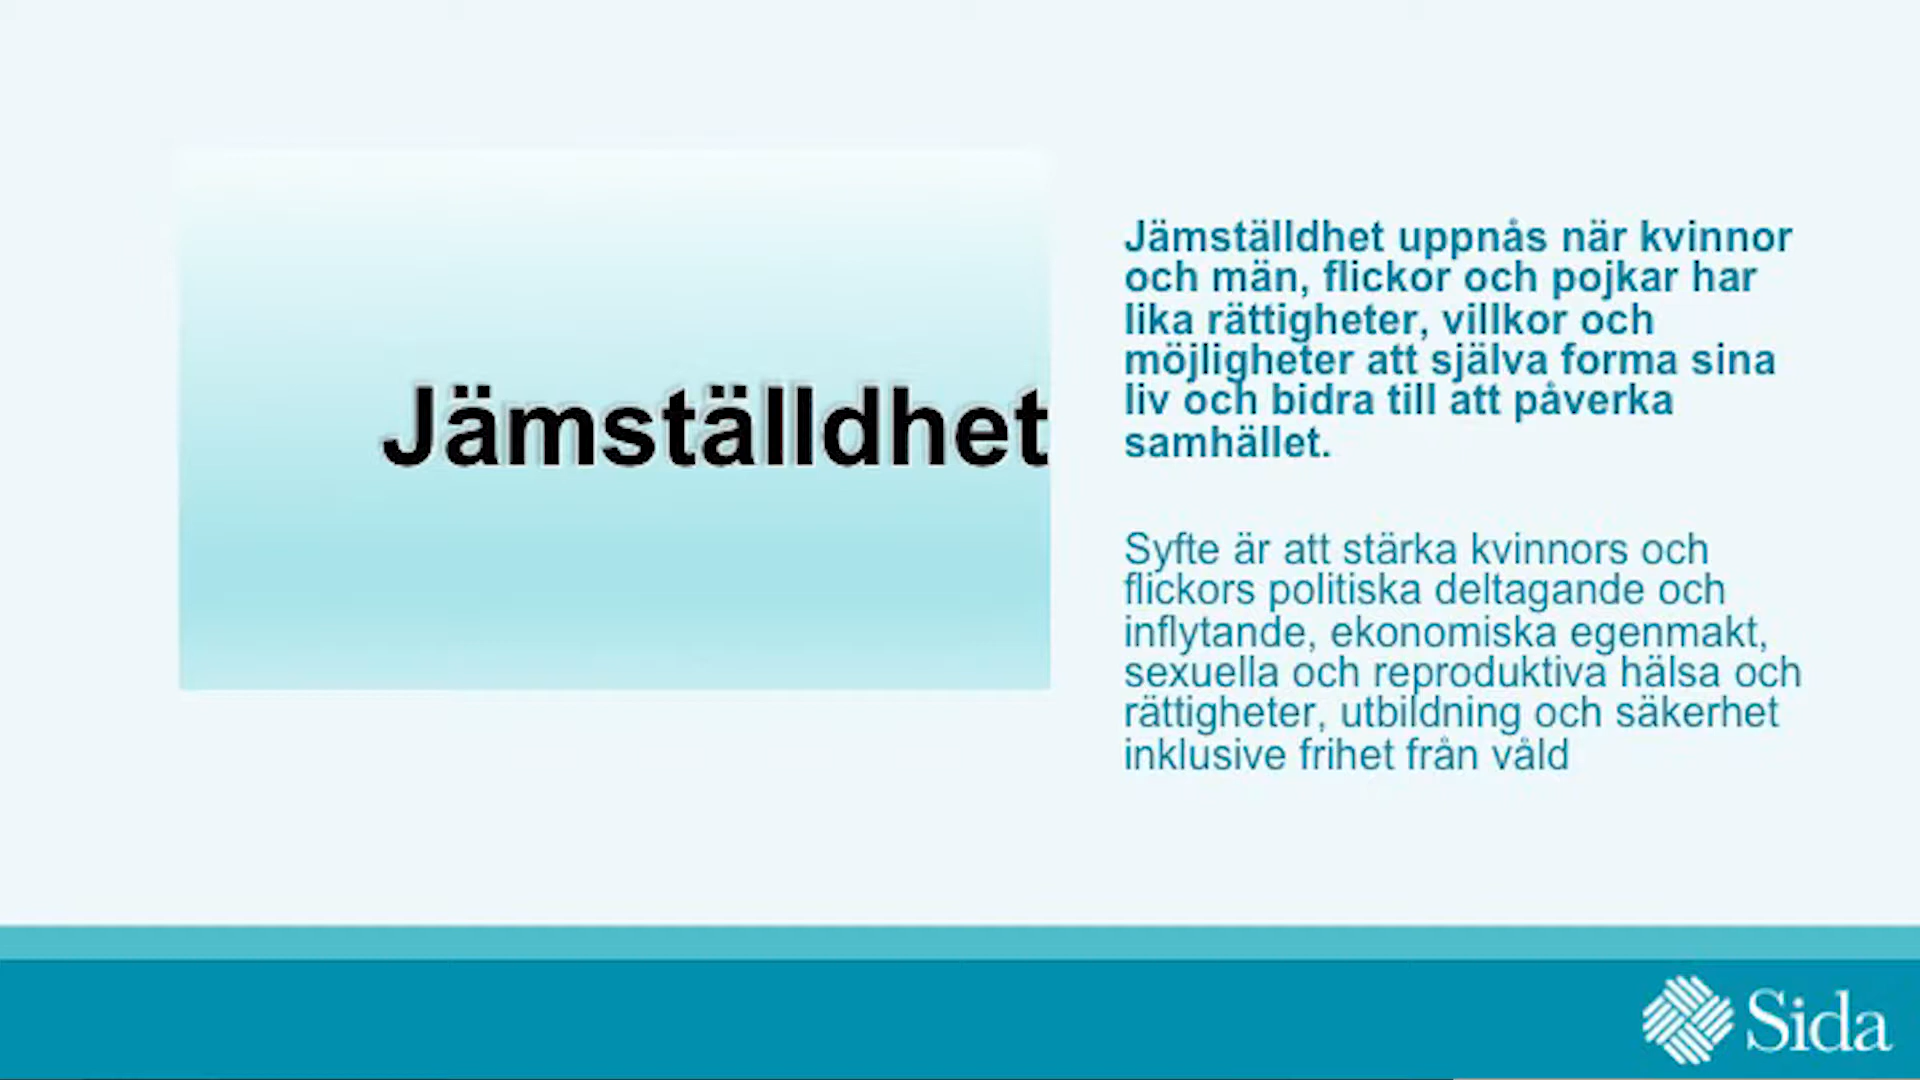 Jämställdhet
Jämställdhet uppnås när kvinnor
och män, flickor och pojkar har
lika rättigheter, villkor och
möjligheter att själva forma sina
liv och bidra till att påverka
samhället.
Syfte är att stärka kvinnors och
flickors politiska deltagande och
inflytande, ekonomiska egenmakt,
sexuella och reproduktiva hälsa och
rättigheter, utbildning och säkerhet
inklusive frihet från våld
Sida